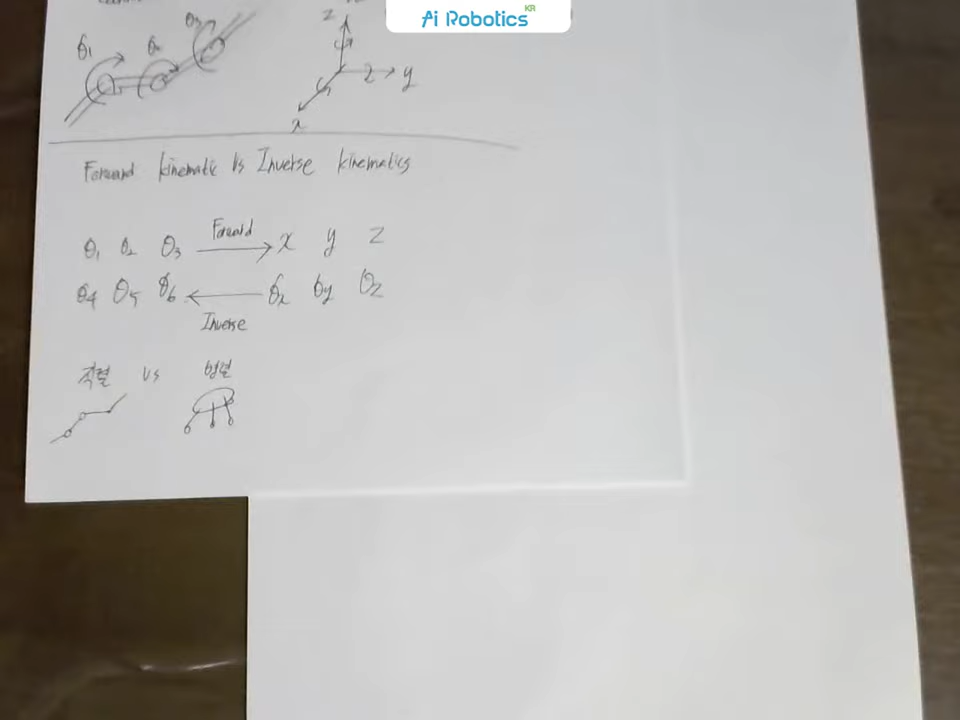 Ai Robotics KR
θ1 θ2 θ3
z
y
x
Forward kinematic Vs Inverse kinematics
θ1 θ2 θ3 Forward x y z
θ4 θ5 θ6 θx θy θz
Inverse
직렬 Vs 병렬